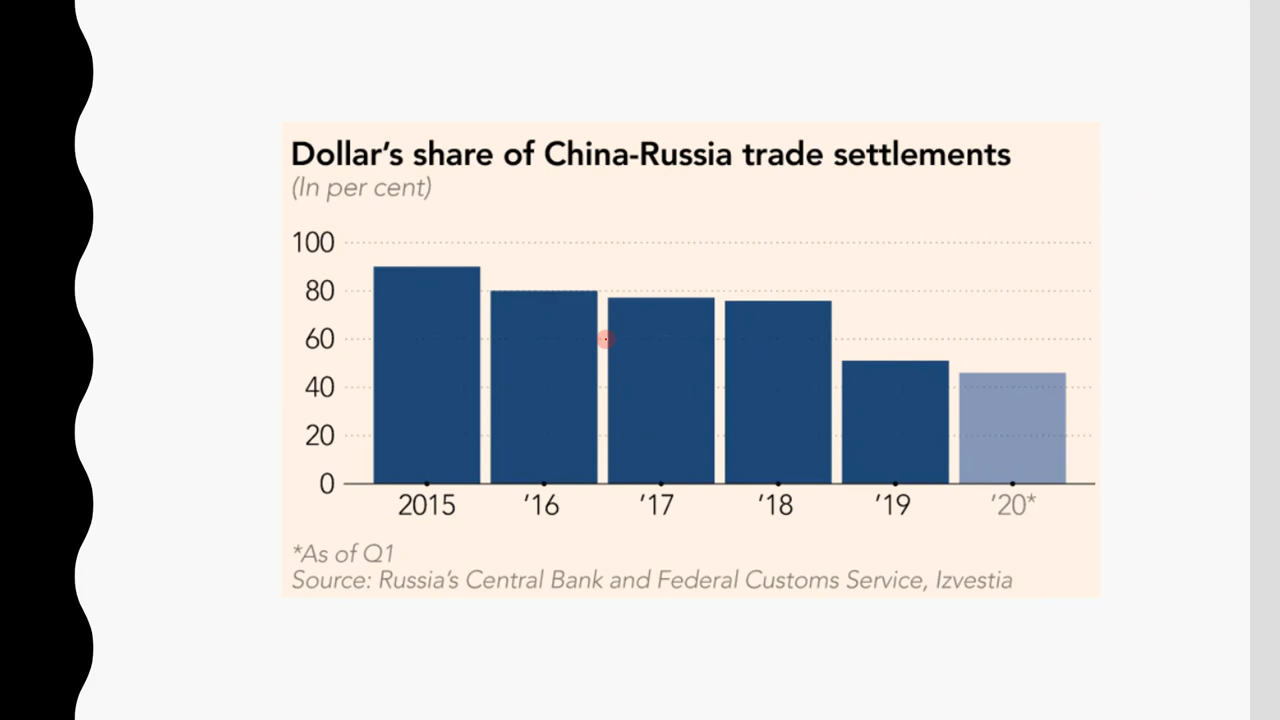 Dollar’s share of China-Russia trade settlements
(In per cent)
100
80
60
40
20
0
2015 ’16 ’17 ’18 ’19 ’20*
*As of Q1
Source: Russia’s Central Bank and Federal Customs Service, Izvestia